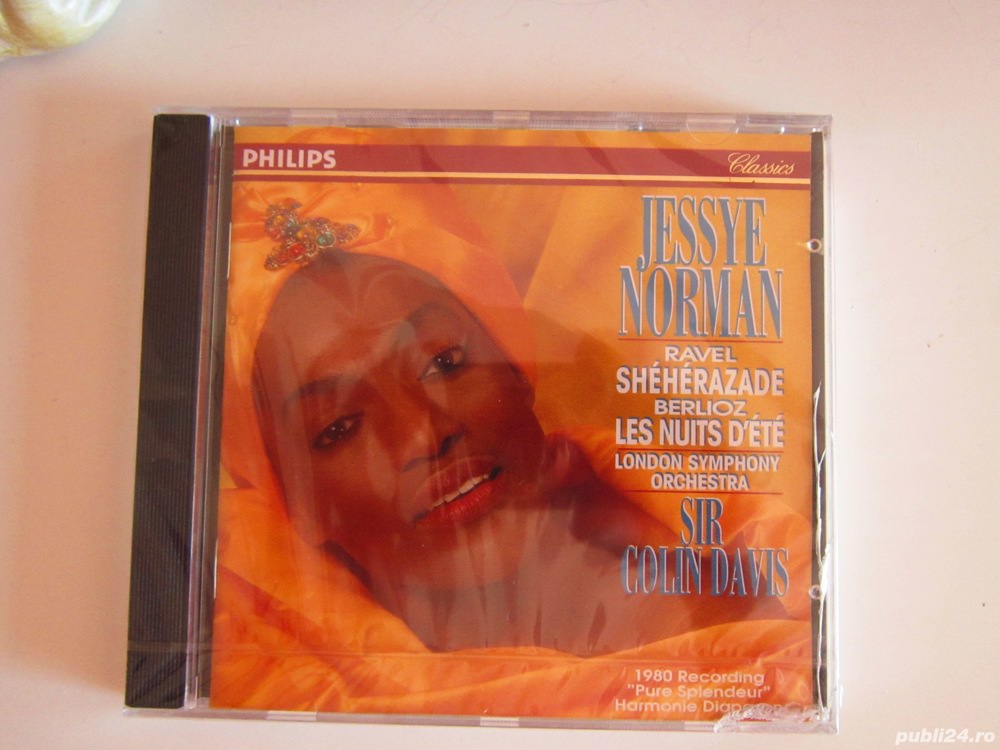 PHILIPS
Classics
JESSYE
NORMAN
RAVEL
SHÉHÉRAZADE
BERLIOZ
LES NUITS D'ÉTÉ
LONDON SYMPHONY
ORCHESTRA
SIR
COLIN DAVIS
1980 Recording
"Pure Splendeur"
Harmonie
publi24.ro